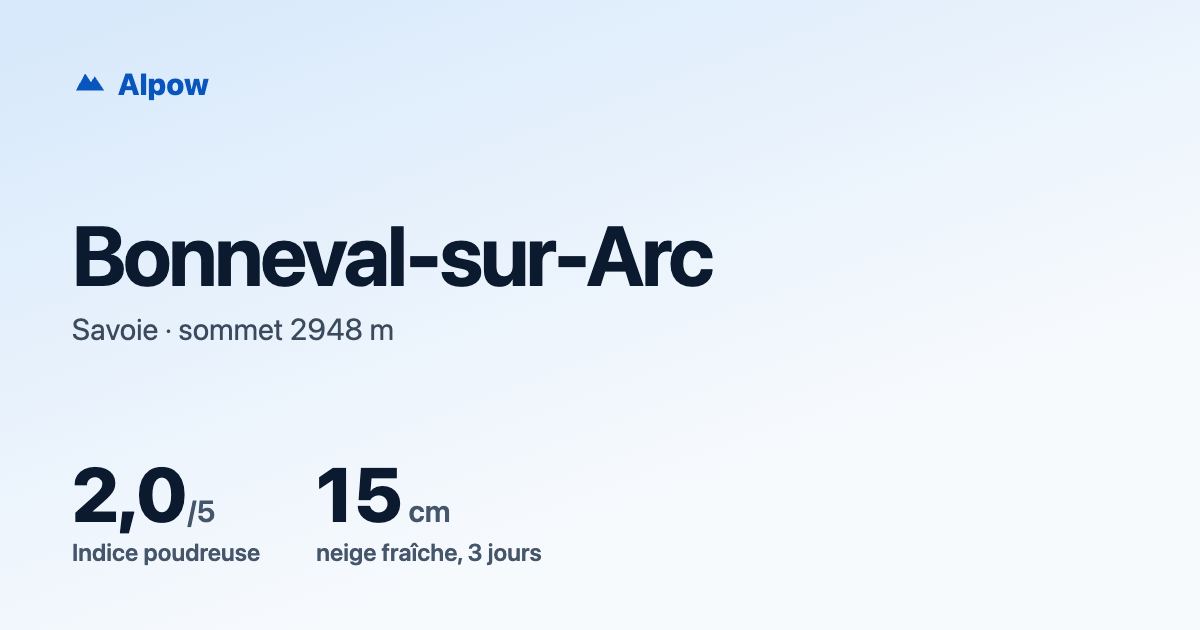 Alpow
Bonneval-sur-Arc
Savoie · sommet 2948 m
2,0/5
Indice poudreuse
15 cm
neige fraîche, 3 jours